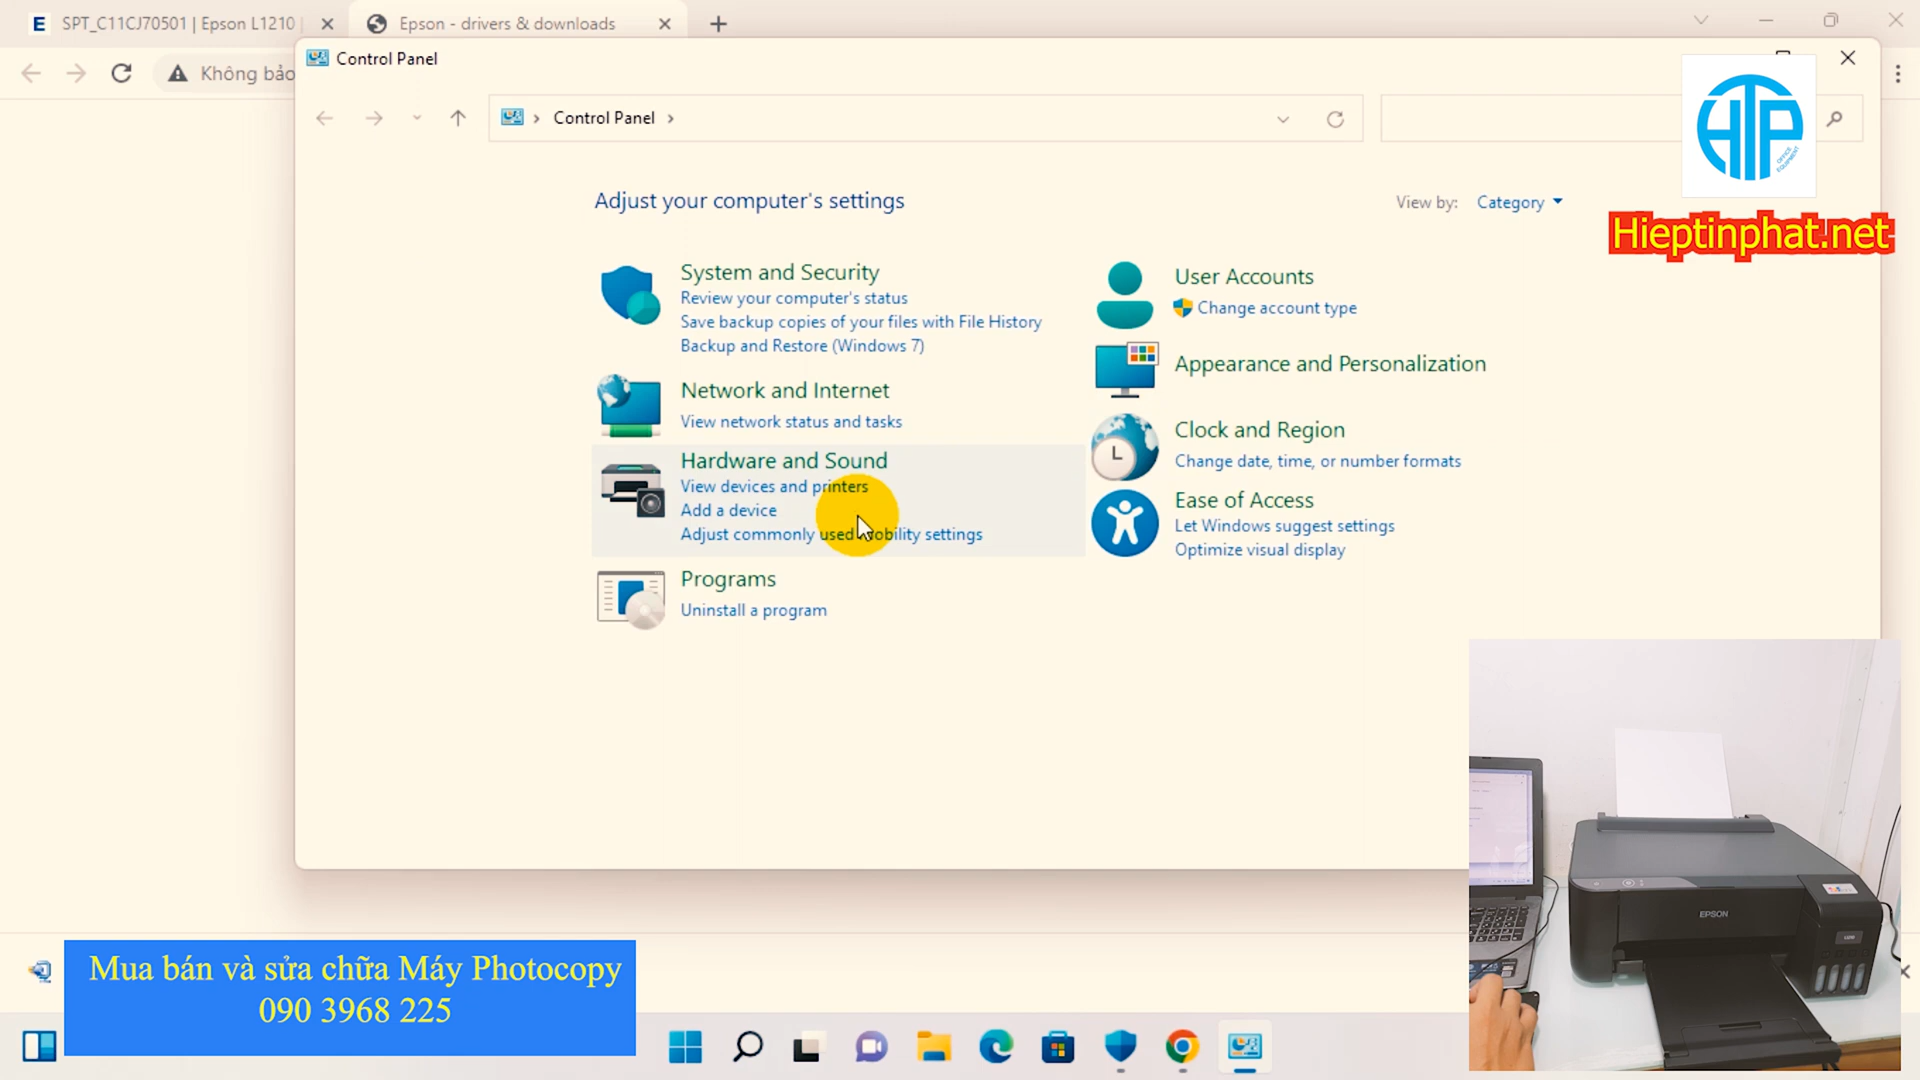 SPT_C11CJ70501 | Epson L1210
Epson - drivers & downloads
Không bảo
Control Panel
Control Panel
Adjust your computer's settings
View by: Category
System and Security
Review your computer's status
Save backup copies of your files with File History
Backup and Restore (Windows 7)
Network and Internet
View network status and tasks
Hardware and Sound
View devices and printers
Add a device
Adjust commonly used mobility settings
Programs
Uninstall a program
User Accounts
Change account type
Appearance and Personalization
Clock and Region
Change date, time, or number formats
Ease of Access
Let Windows suggest settings
Optimize visual display
HTP
OFFICE EQUIPMENT
Hieptinphat.net
EPSON
Mua bán và sửa chữa Máy Photocopy
090 3968 225